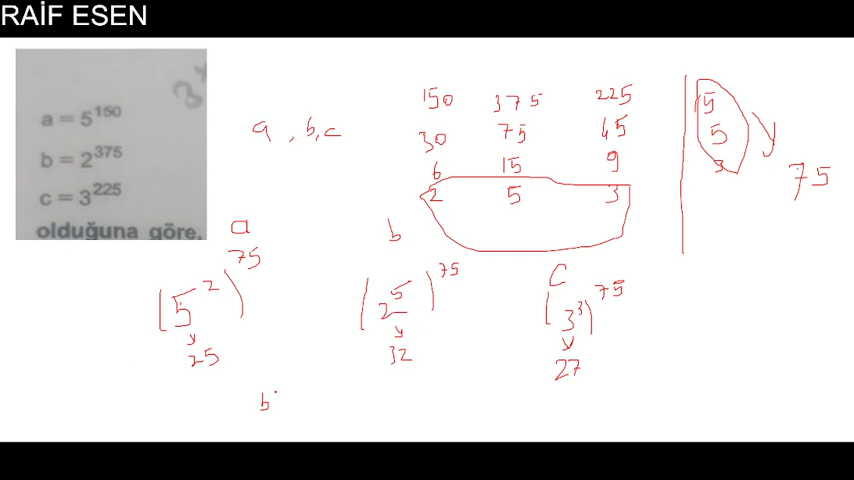 RAİF ESEN
a = 5^150
b = 2^375
c = 3^225
olduğuna göre,
a , b, c
150 375 225 | 15
30 75 45 | 5
6 15 9 | 3
2 5 3
75
a b c
(5^2)^75 (2^5)^75 (3^3)^75
25 32 27
b